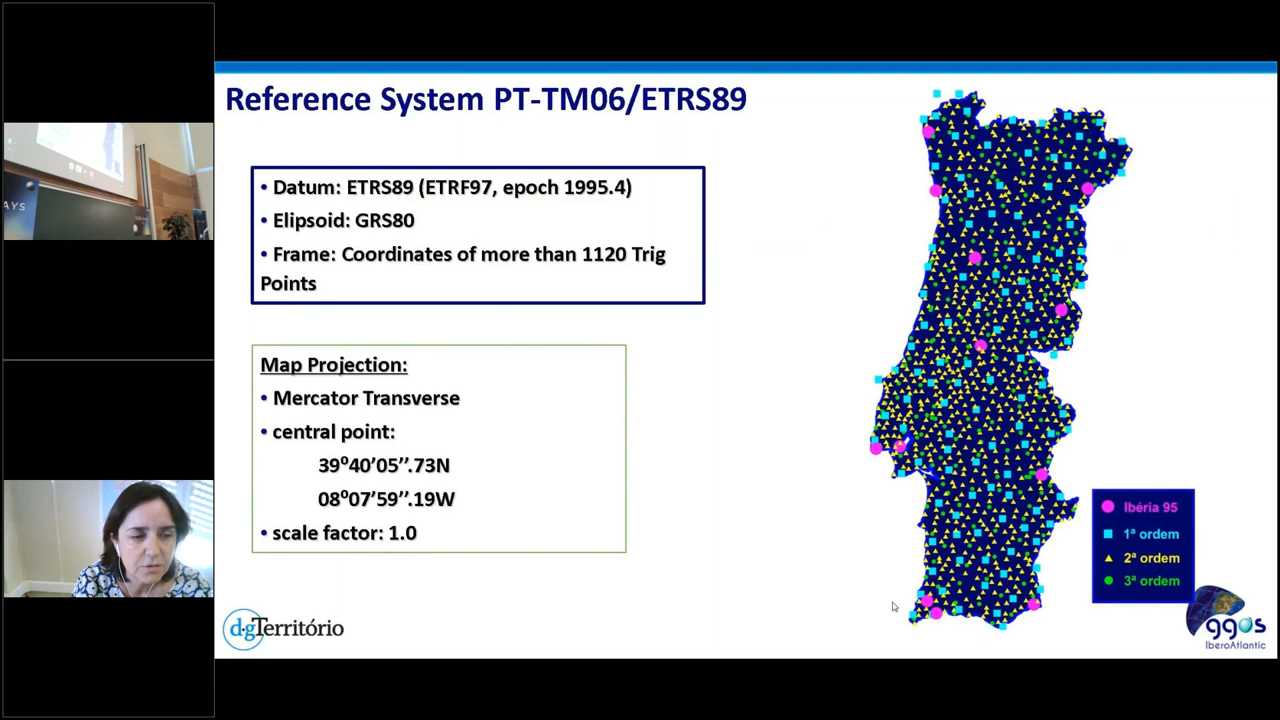 Reference System PT-TM06/ETRS89
• Datum: ETRS89 (ETRF97, epoch 1995.4)
• Elipsoid: GRS80
• Frame: Coordinates of more than 1120 Trig
Points
Map Projection:
• Mercator Transverse
• central point:
39º40’05’’.73N
08º07’59’’.19W
• scale factor: 1.0
Ibéria 95
1ª ordem
2ª ordem
3ª ordem
dgTerritório
ggos
IberoAtlantic
AYS